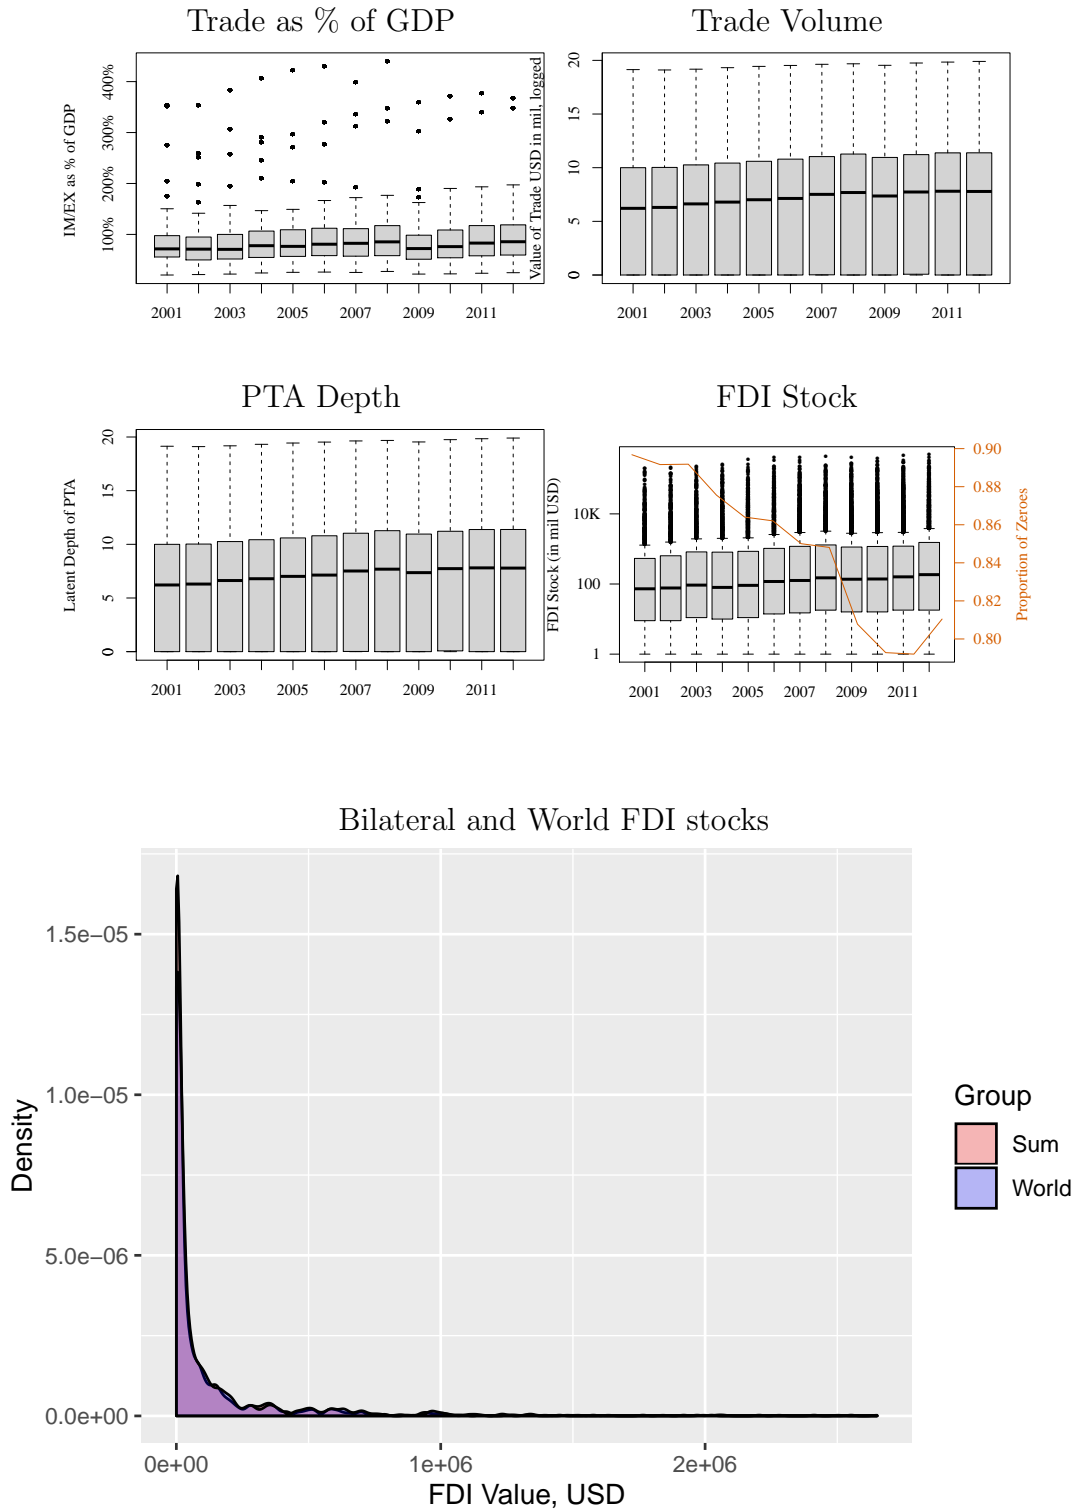 Trade as % of GDP
IM/EX as % of GDP
400%
300%
200%
100%
2001 2003 2005 2007 2009 2011
Trade Volume
Value of Trade USD in mil, logged
20
15
10
5
0
2001 2003 2005 2007 2009 2011
PTA Depth
Latent Depth of PTA
20
15
10
5
0
2001 2003 2005 2007 2009 2011
FDI Stock
FDI Stock (in mil USD)
10K
100
1
2001 2003 2005 2007 2009 2011
0.90
0.88
0.86
0.84
0.82
0.80
Proportion of Zeroes
Bilateral and World FDI stocks
Density
1.5e−05
1.0e−05
5.0e−06
0.0e+00
0e+00 1e+06 2e+06
FDI Value, USD
Group
Sum
World